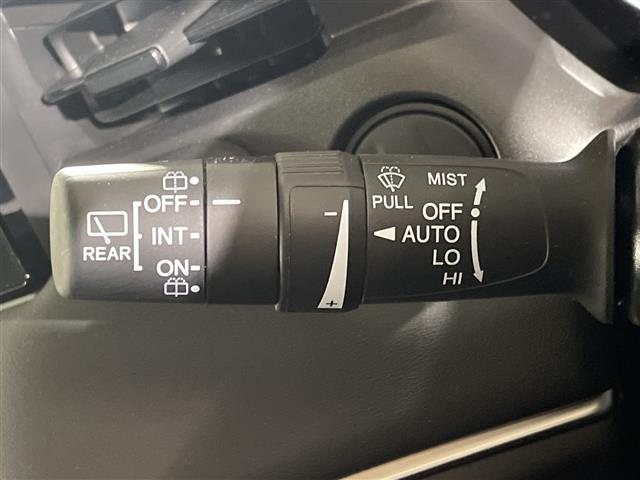 REAR
OFF
INT
ON
−
+
PULL
MIST
OFF
AUTO
LO
HI